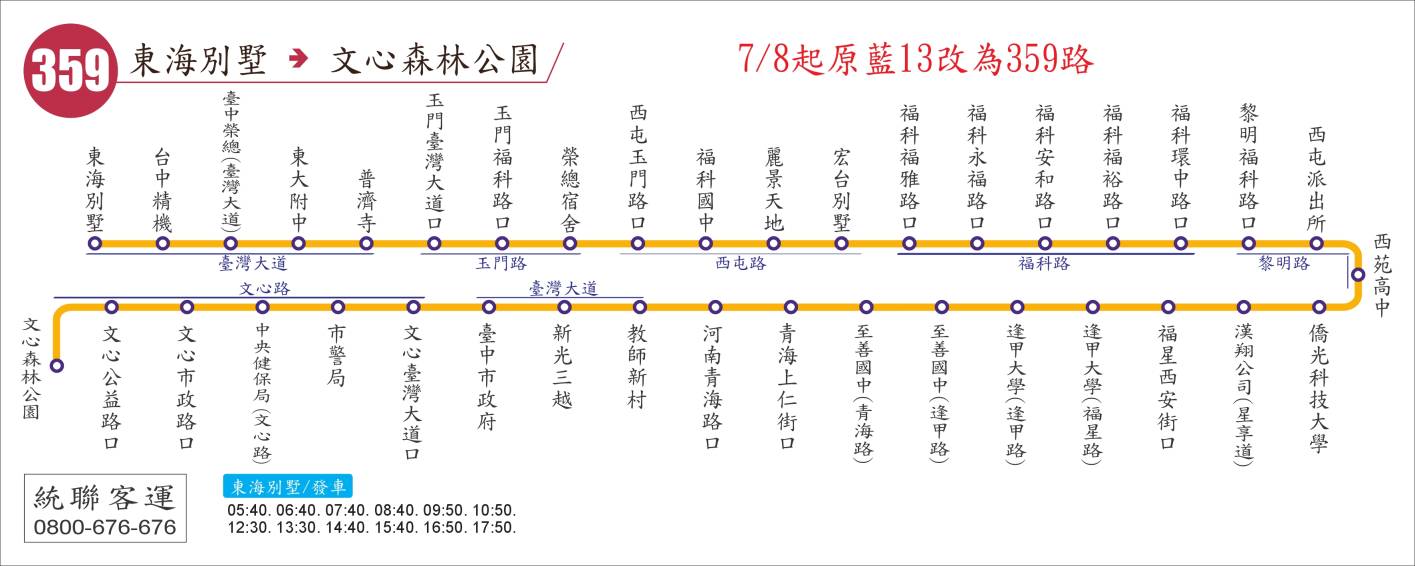 359
東海別墅 ➔ 文心森林公園
7/8起原藍13改為359路
東海別墅
台中精機
臺中榮總(臺灣大道)
東大附中
普濟寺
玉門臺灣大道口
玉門福科路口
榮總宿舍
西屯玉門路口
福科國中
麗景天地
宏台別墅
福科福雅路口
福科永福路口
福科安和路口
福科福裕路口
福科環中路口
黎明福科路口
西屯派出所
西苑高中
臺灣大道
玉門路
西屯路
福科路
黎明路
文心路
臺灣大道
文心森林公園
文心公益路口
文心市政路口
中央健保局(文心路)
市警局
文心臺灣大道口
臺中市政府
新光三越
教師新村
河南青海路口
青海上仁街口
至善國中(青海路)
至善國中(逢甲路)
逢甲大學(逢甲路)
逢甲大學(福星路)
福星西安街口
漢翔公司(星享道)
僑光科技大學
統聯客運
0800-676-676
東海別墅/發車
05:40. 06:40. 07:40. 08:40. 09:50. 10:50.
12:30. 13:30. 14:40. 15:40. 16:50. 17:50.